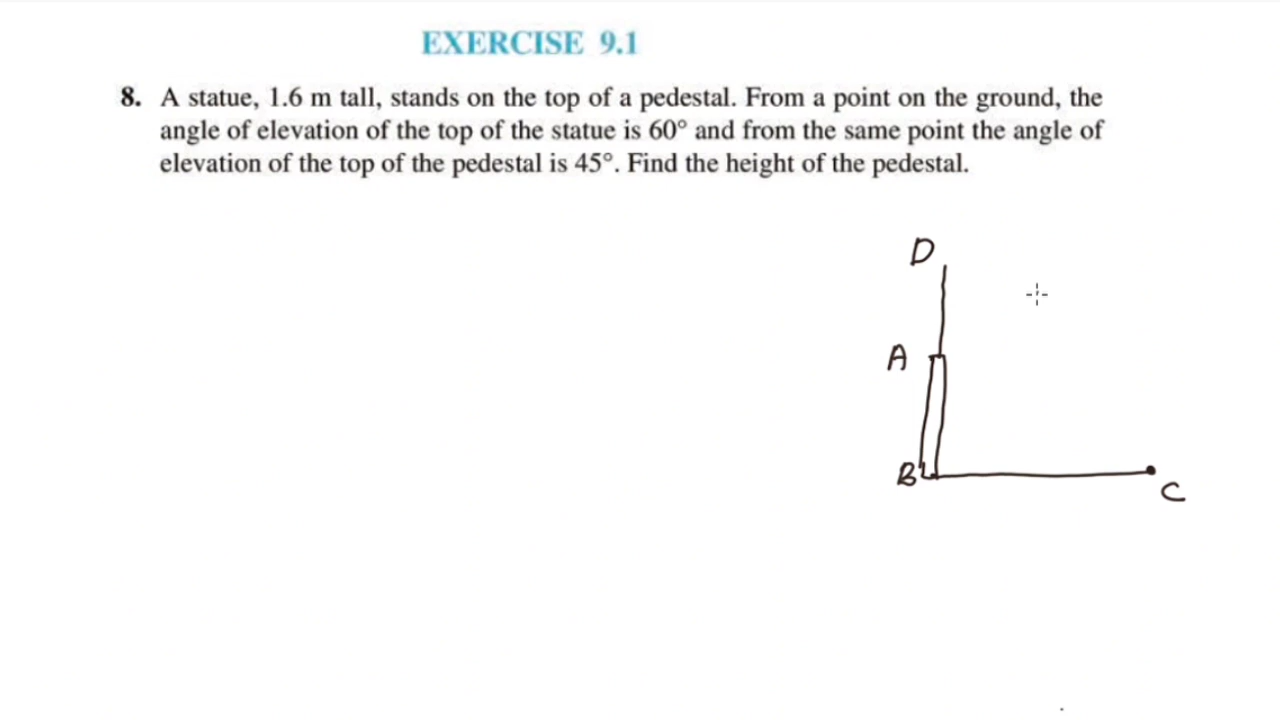 EXERCISE 9.1
8. A statue, 1.6 m tall, stands on the top of a pedestal. From a point on the ground, the
angle of elevation of the top of the statue is 60° and from the same point the angle of
elevation of the top of the pedestal is 45°. Find the height of the pedestal.
D
A
B
C